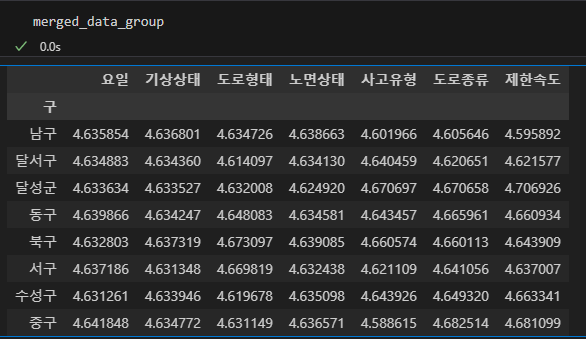 merged_data_group
✓ 0.0s
요일 기상상태 도로형태 노면상태 사고유형 도로종류 제한속도
구
남구 4.635854 4.636801 4.634726 4.638663 4.601966 4.605646 4.595892
달서구 4.634883 4.634360 4.614097 4.634130 4.640459 4.620651 4.621577
달성군 4.633634 4.633527 4.632008 4.624920 4.670697 4.670658 4.706926
동구 4.639866 4.634247 4.648083 4.634581 4.643457 4.665961 4.660934
북구 4.632803 4.637319 4.673097 4.639085 4.660574 4.660113 4.643909
서구 4.637186 4.631348 4.669819 4.632438 4.621109 4.641056 4.637007
수성구 4.631261 4.633946 4.619678 4.635098 4.643926 4.649320 4.663341
중구 4.641848 4.634772 4.631149 4.636571 4.588615 4.682514 4.681099